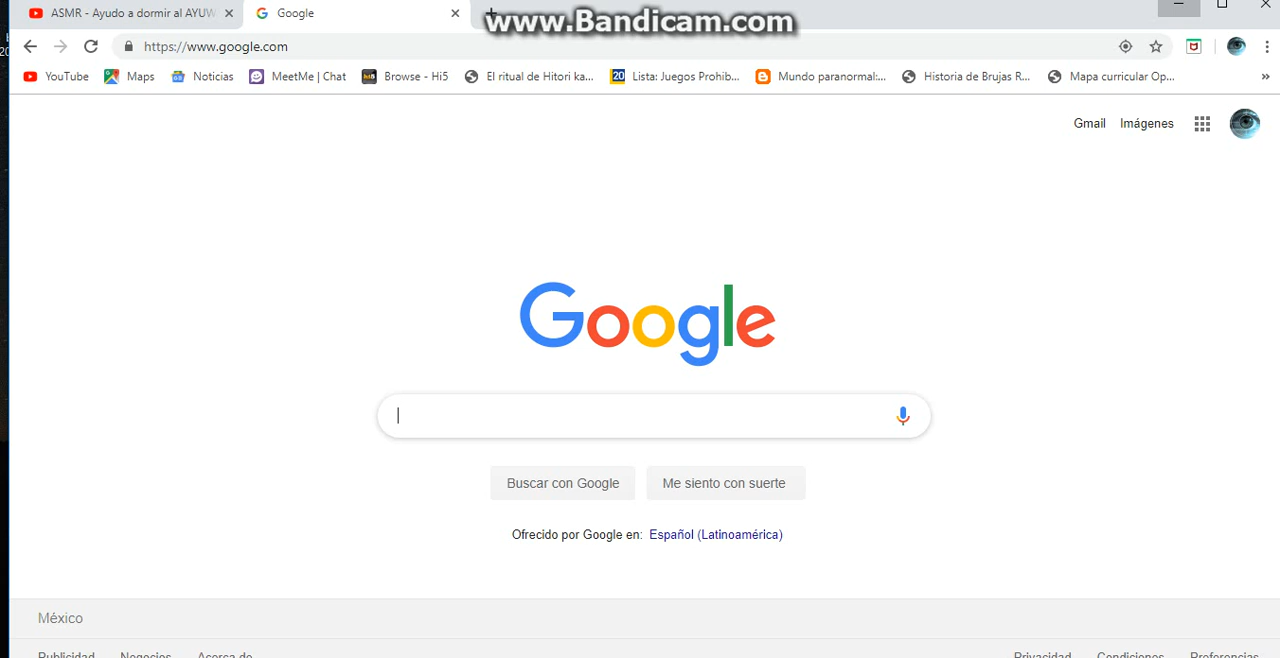 ASMR - Ayudo a dormir al AYUW
Google
www.Bandicam.com
https://www.google.com
YouTube
Maps
Noticias
MeetMe | Chat
Browse - Hi5
El ritual de Hitori ka...
20 Lista: Juegos Prohib...
Mundo paranormal:...
Historia de Brujas R...
Mapa curricular Op...
»
Gmail
Imágenes
Google
Buscar con Google
Me siento con suerte
Ofrecido por Google en: Español (Latinoamérica)
México
Publicidad
Negocios
Acerca de
Privacidad
Condiciones
Preferencias